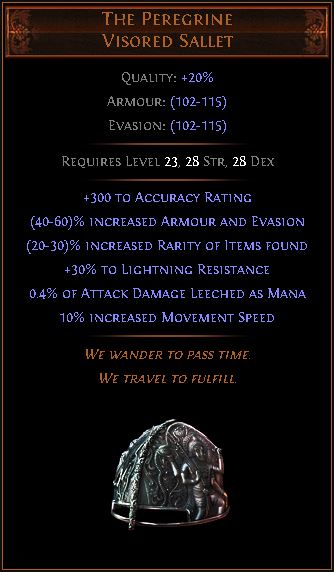 The Peregrine
Visored Sallet
Quality: +20%
Armour: (102-115)
Evasion: (102-115)
Requires Level 23, 28 Str, 28 Dex
+300 to Accuracy Rating
(40-60)% increased Armour and Evasion
(20-30)% increased Rarity of Items found
+30% to Lightning Resistance
0.4% of Attack Damage Leeched as Mana
10% increased Movement Speed
We wander to pass time.
We travel to fulfill.